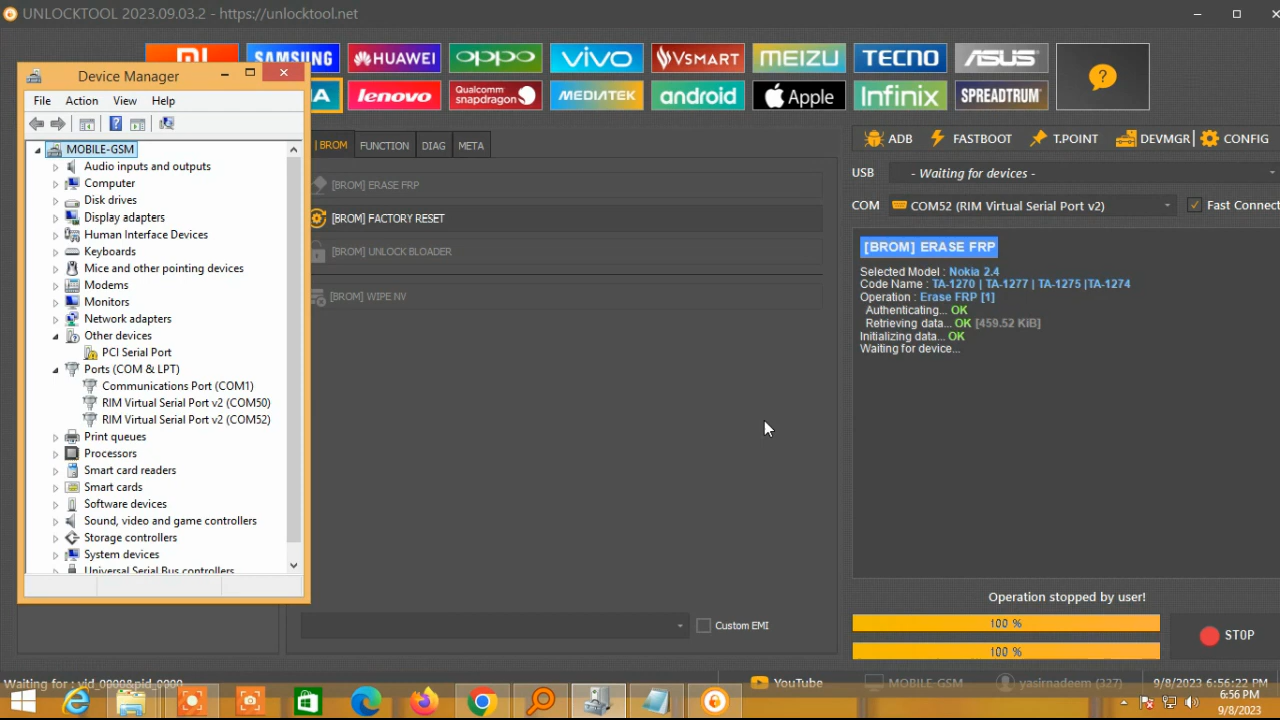 UNLOCKTOOL 2023.09.03.2 - https://unlocktool.net
SAMSUNG
HUAWEI
oppo
vivo
VSMART
MEIZU
TECNO
ASUS
lenovo
Qualcomm snapdragon
MEDIATEK
android
Apple
Infinix
SPREADTRUM
?
Device Manager
File Action View Help
MOBILE-GSM
Audio inputs and outputs
Computer
Disk drives
Display adapters
Human Interface Devices
Keyboards
Mice and other pointing devices
Modems
Monitors
Network adapters
Other devices
PCI Serial Port
Ports (COM & LPT)
Communications Port (COM1)
RIM Virtual Serial Port v2 (COM50)
RIM Virtual Serial Port v2 (COM52)
Print queues
Processors
Smart card readers
Smart cards
Software devices
Sound, video and game controllers
Storage controllers
System devices
Universal Serial Bus controllers
| BROM FUNCTION DIAG META
[BROM] ERASE FRP
[BROM] FACTORY RESET
[BROM] UNLOCK BLOADER
[BROM] WIPE NV
Custom EMI
ADB FASTBOOT T.POINT DEVMGR | CONFIG
USB - Waiting for devices -
COM COM52 (RIM Virtual Serial Port v2) Fast Connect
[BROM] ERASE FRP
Selected Model : Nokia 2.4
Code Name : TA-1270 | TA-1277 | TA-1275 |TA-1274
Operation : Erase FRP [1]
Authenticating... OK
Retrieving data... OK [459.52 KiB]
Initializing data... OK
Waiting for device...
Operation stopped by user!
100 %
STOP
100 %
Waiting for : vid_0000&pid_0000
YouTube MOBILE-GSM yasirnadeem (327) 9/8/2023 6:56:22 PM
6:56 PM
9/8/2023